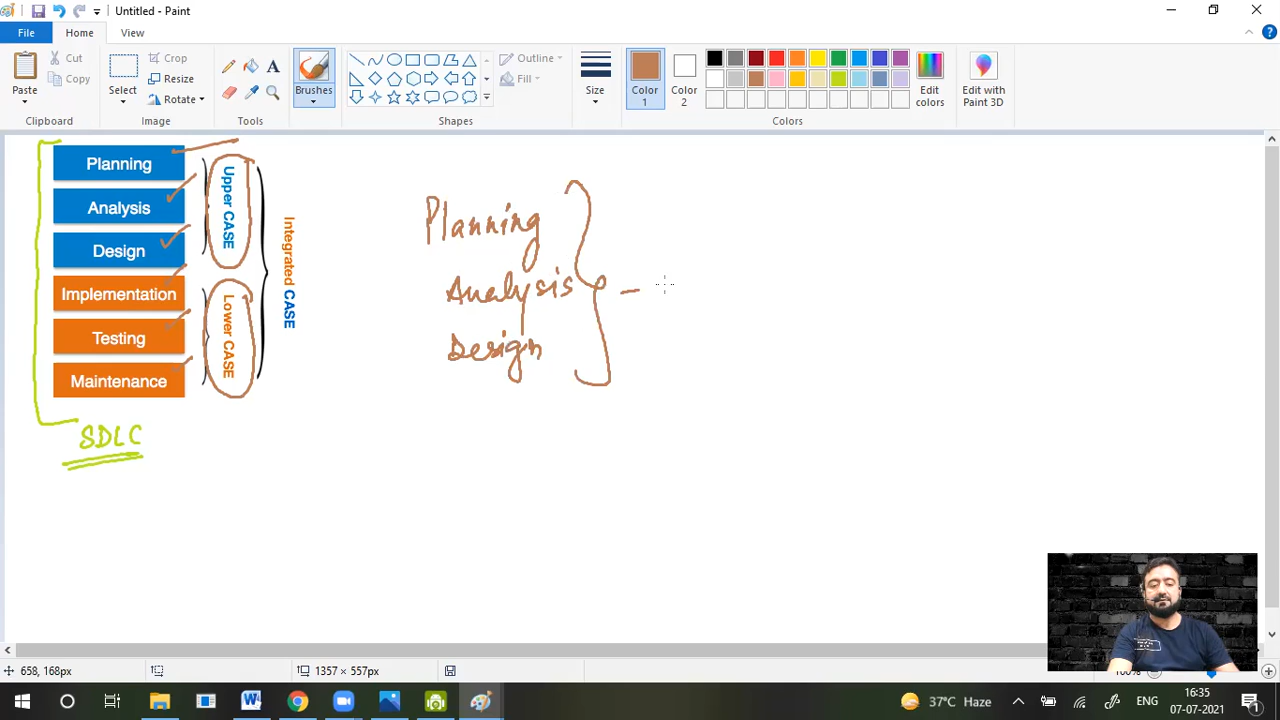 Untitled - Paint
File
Home
View
Paste
Cut
Copy
Clipboard
Select
Crop
Resize
Rotate
Image
A
Tools
Brushes
Shapes
Outline
Fill
Size
Color 1
Color 2
Colors
Edit colors
Edit with Paint 3D
Planning
Analysis
Design
Implementation
Testing
Maintenance
Upper CASE
Lower CASE
Integrated CASE
SDLC
Planning
Analysis
Design
658, 168px
1357 × 557px
100%
37°C Haze
ENG
16:35
07-07-2021